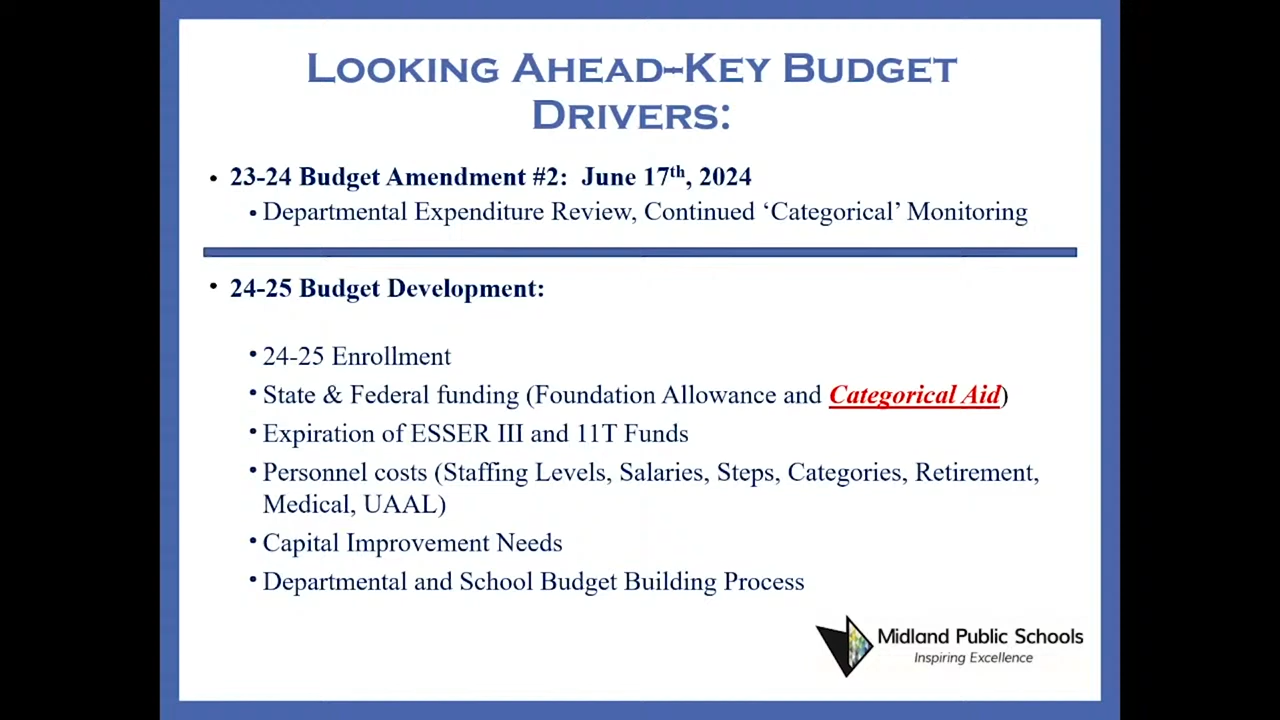 LOOKING AHEAD–KEY BUDGET
DRIVERS:
• 23-24 Budget Amendment #2: June 17th, 2024
• Departmental Expenditure Review, Continued ‘Categorical’ Monitoring
• 24-25 Budget Development:
• 24-25 Enrollment
• State & Federal funding (Foundation Allowance and Categorical Aid)
• Expiration of ESSER III and 11T Funds
• Personnel costs (Staffing Levels, Salaries, Steps, Categories, Retirement,
Medical, UAAL)
• Capital Improvement Needs
• Departmental and School Budget Building Process
Midland Public Schools
Inspiring Excellence